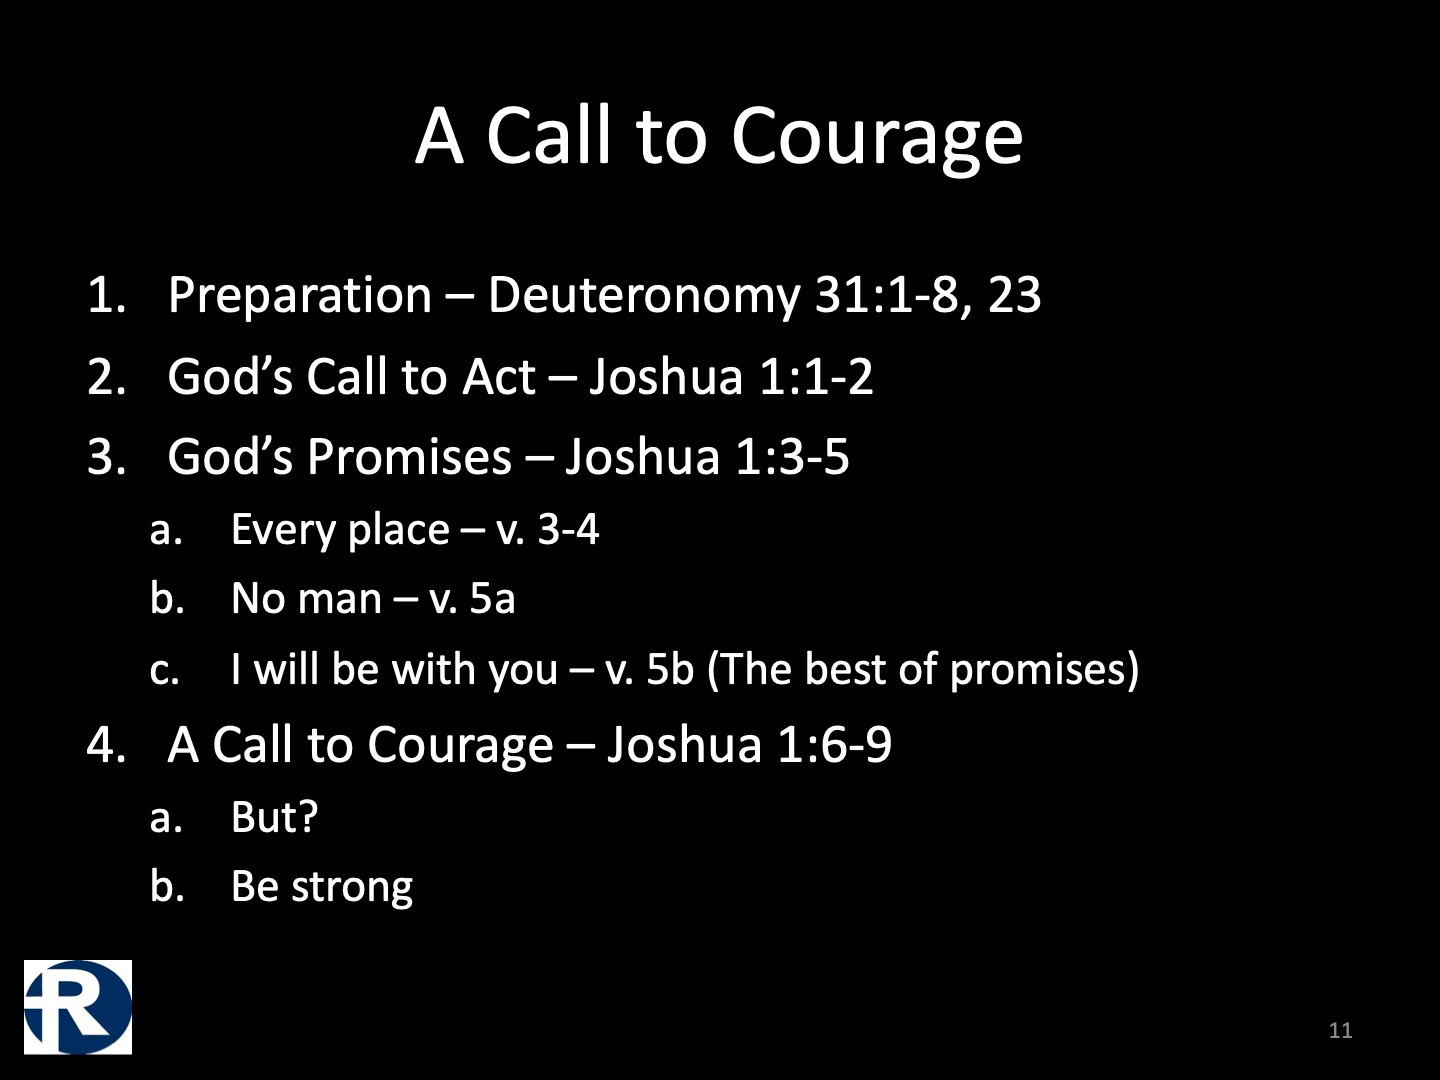 A Call to Courage
1. Preparation – Deuteronomy 31:1-8, 23
2. God’s Call to Act – Joshua 1:1-2
3. God’s Promises – Joshua 1:3-5
a. Every place – v. 3-4
b. No man – v. 5a
c. I will be with you – v. 5b (The best of promises)
4. A Call to Courage – Joshua 1:6-9
a. But?
b. Be strong
R
11